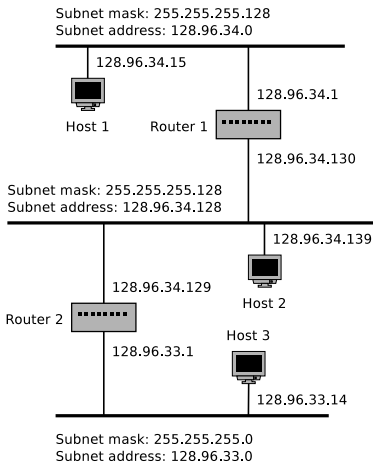 Subnet mask: 255.255.255.128
Subnet address: 128.96.34.0
128.96.34.15
128.96.34.1
Host 1
Router 1
128.96.34.130
Subnet mask: 255.255.255.128
Subnet address: 128.96.34.128
128.96.34.139
128.96.34.129
Host 2
Router 2
Host 3
128.96.33.1
128.96.33.14
Subnet mask: 255.255.255.0
Subnet address: 128.96.33.0